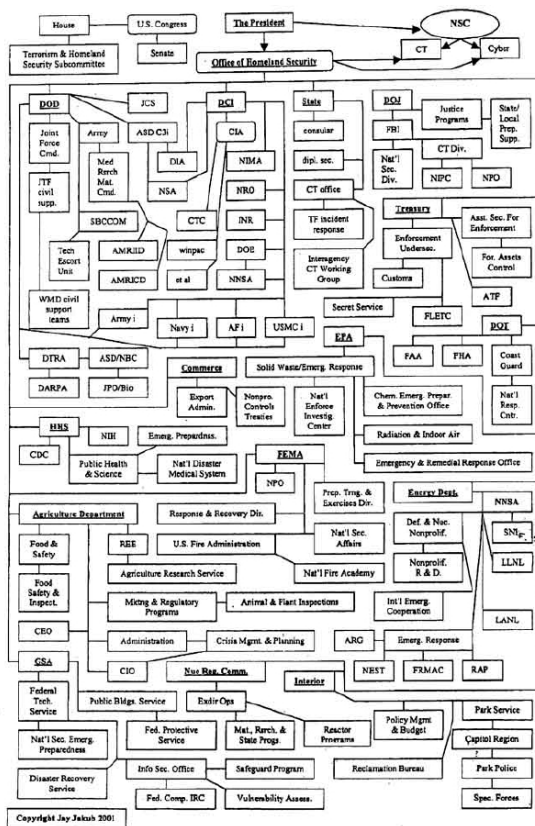 House
U.S. Congress
The President
NSC
Terrorism & Homeland
Security Subcommittee
Senate
Office of Homeland Security
CT
Cyber
DOD
JCS
DCI
State
DOJ
Justice
Programs
State/
Local
Prep.
Supp.
Joint
Force
Cmd.
Army
ASD C3i
CIA
consular
FBI
CT Div.
Med
Rsrch
Mat.
Cmd.
DIA
NIMA
dipl. sec.
Nat'l
Sec.
Div.
NIPC
NPO
JTF
civil
supp.
NSA
NRO
CT office
Treasury
SBCCOM
CTC
INR
TF incident
response
Enforcement
Undersec.
Asst. Sec. For
Enforcement
Tech
Escort
Unit
AMRIID
winpac
DOE
Interagency
CT Working
Group
Customs
For. Assets
Control
AMRICD
et al
NNSA
ATF
WMD civil
support
teams
Army i
Secret Service
FLETC
Navy i
AF i
USMC i
EPA
DOT
DTRA
ASD/NBC
Commerce
Solid Waste/Emerg. Response
FAA
FHA
Coast
Guard
DARPA
JPO/Bio
Export
Admin.
Nonpro.
Controls
Treaties
Nat'l
Enforce
Investig.
Center
Chem. Emerg. Prepar.
& Prevention Office
Nat'l
Resp.
Cntr.
HHS
NIH
Emerg. Prepardnss.
Radiation & Indoor Air
CDC
Public Health
& Science
Nat'l Disaster
Medical System
FEMA
Emergency & Remedial Response Office
NPO
Prep. Trng. &
Exercises Div.
Energy Dept.
NNSA
Agriculture Department
Response & Recovery Dir.
Def. & Nuc.
Nonprolif.
Food &
Safety
REE
U.S. Fire Administration
Nat'l Sec.
Affairs
Nonprolif.
R & D.
LLNL
Agriculture Research Service
Nat'l Fire Academy
Food
Safety &
Inspect.
Mktng & Regulatory
Programs
Animal & Plant Inspections
Int'l Emerg.
Cooperation
LANL
CEO
Administration
Crisis Mgmt. & Planning
ARG
Emerg. Response
GSA
CIO
Nuc Reg. Comm.
Interior
NEST
FRMAC
RAP
Federal
Tech.
Service
Public Bldgs. Service
Exdir Ops
Policy Mgmt
& Budget
Park Service
Nat'l Sec. Emerg.
Preparedness
Fed. Protective
Service
Mat., Rsrch. &
State Progs.
Reactor
Programs
Capitol Region
Disaster Recovery
Service
Info Sec. Office
Safeguard Program
Reclamation Bureau
Park Police
Fed. Comp. IRC
Vulnerability Assess.
Spec. Forces
Copyright Jay Jakub 2001